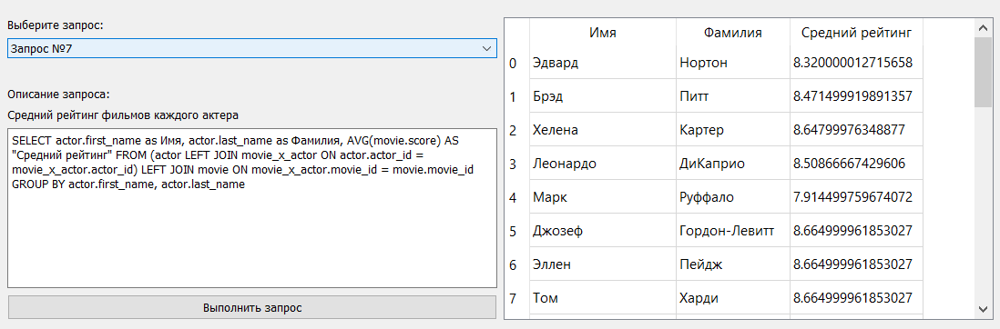 Выберите запрос:
Запрос №7
Описание запроса:
Средний рейтинг фильмов каждого актера
SELECT actor.first_name as Имя, actor.last_name as Фамилия, AVG(movie.score) AS
"Средний рейтинг" FROM (actor LEFT JOIN movie_x_actor ON actor.actor_id =
movie_x_actor.actor_id) LEFT JOIN movie ON movie_x_actor.movie_id = movie.movie_id
GROUP BY actor.first_name, actor.last_name
Выполнить запрос
Имя Фамилия Средний рейтинг
0 Эдвард Нортон 8.320000012715658
1 Брэд Питт 8.471499919891357
2 Хелена Картер 8.64799976348877
3 Леонардо ДиКаприо 8.50866667429606
4 Марк Руффало 7.914499759674072
5 Джозеф Гордон-Левитт 8.664999961853027
6 Эллен Пейдж 8.664999961853027
7 Том Харди 8.664999961853027